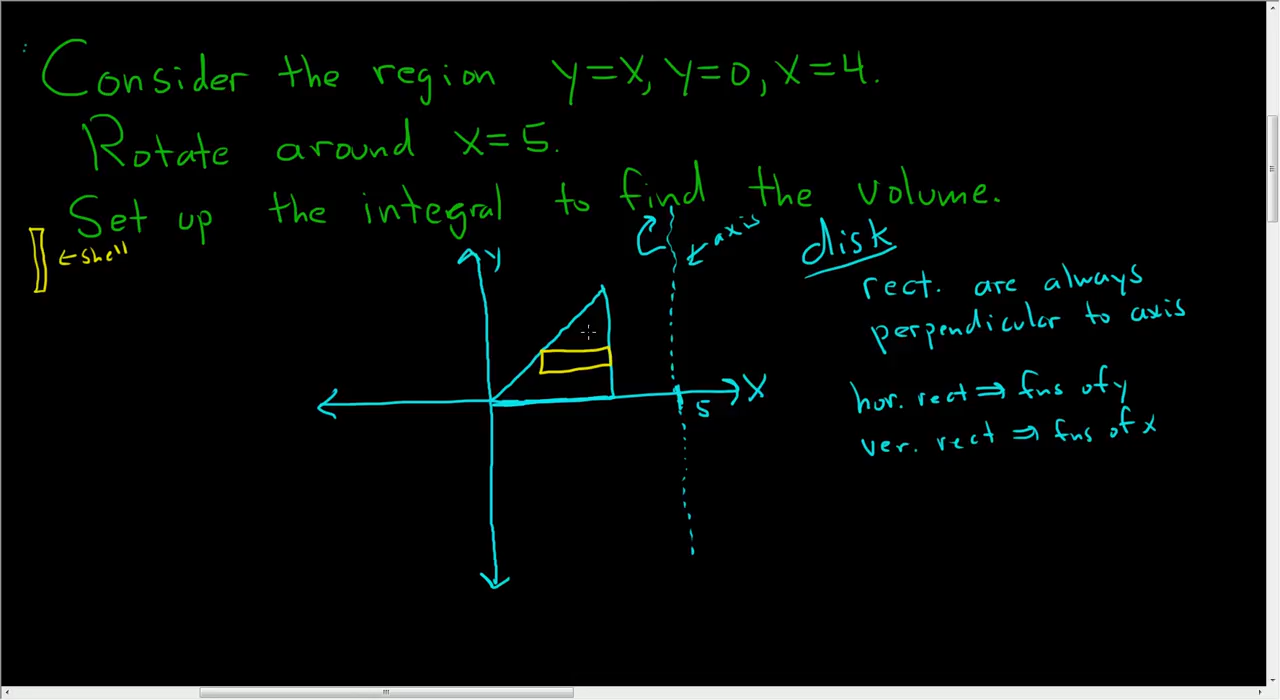 Consider the region y=x, y=0, x=4.
Rotate around x=5.
Set up the integral to find the volume.
← shell
Y
← axis
disk
rect. are always
perpendicular to axis
X
5
hor. rect ⇒ fns of y
ver. rect ⇒ fns of x